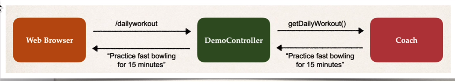 /dailyworkout
getDailyWorkout()
Web Browser
DemoController
Coach
"Practice fast bowling
for 15 minutes"
"Practice fast bowling
for 15 minutes"